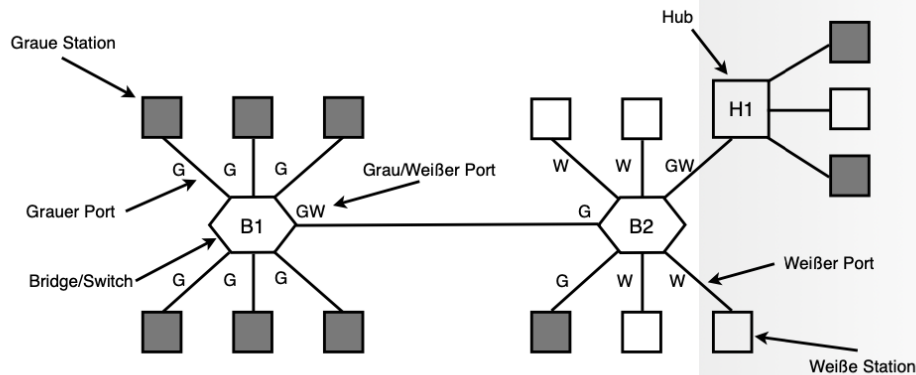 Hub
Graue Station
H1
G G G
W W GW
Grau/Weißer Port
Grauer Port
GW
G
B1
B2
Weißer Port
Bridge/Switch
G G G
G W W
Weiße Station